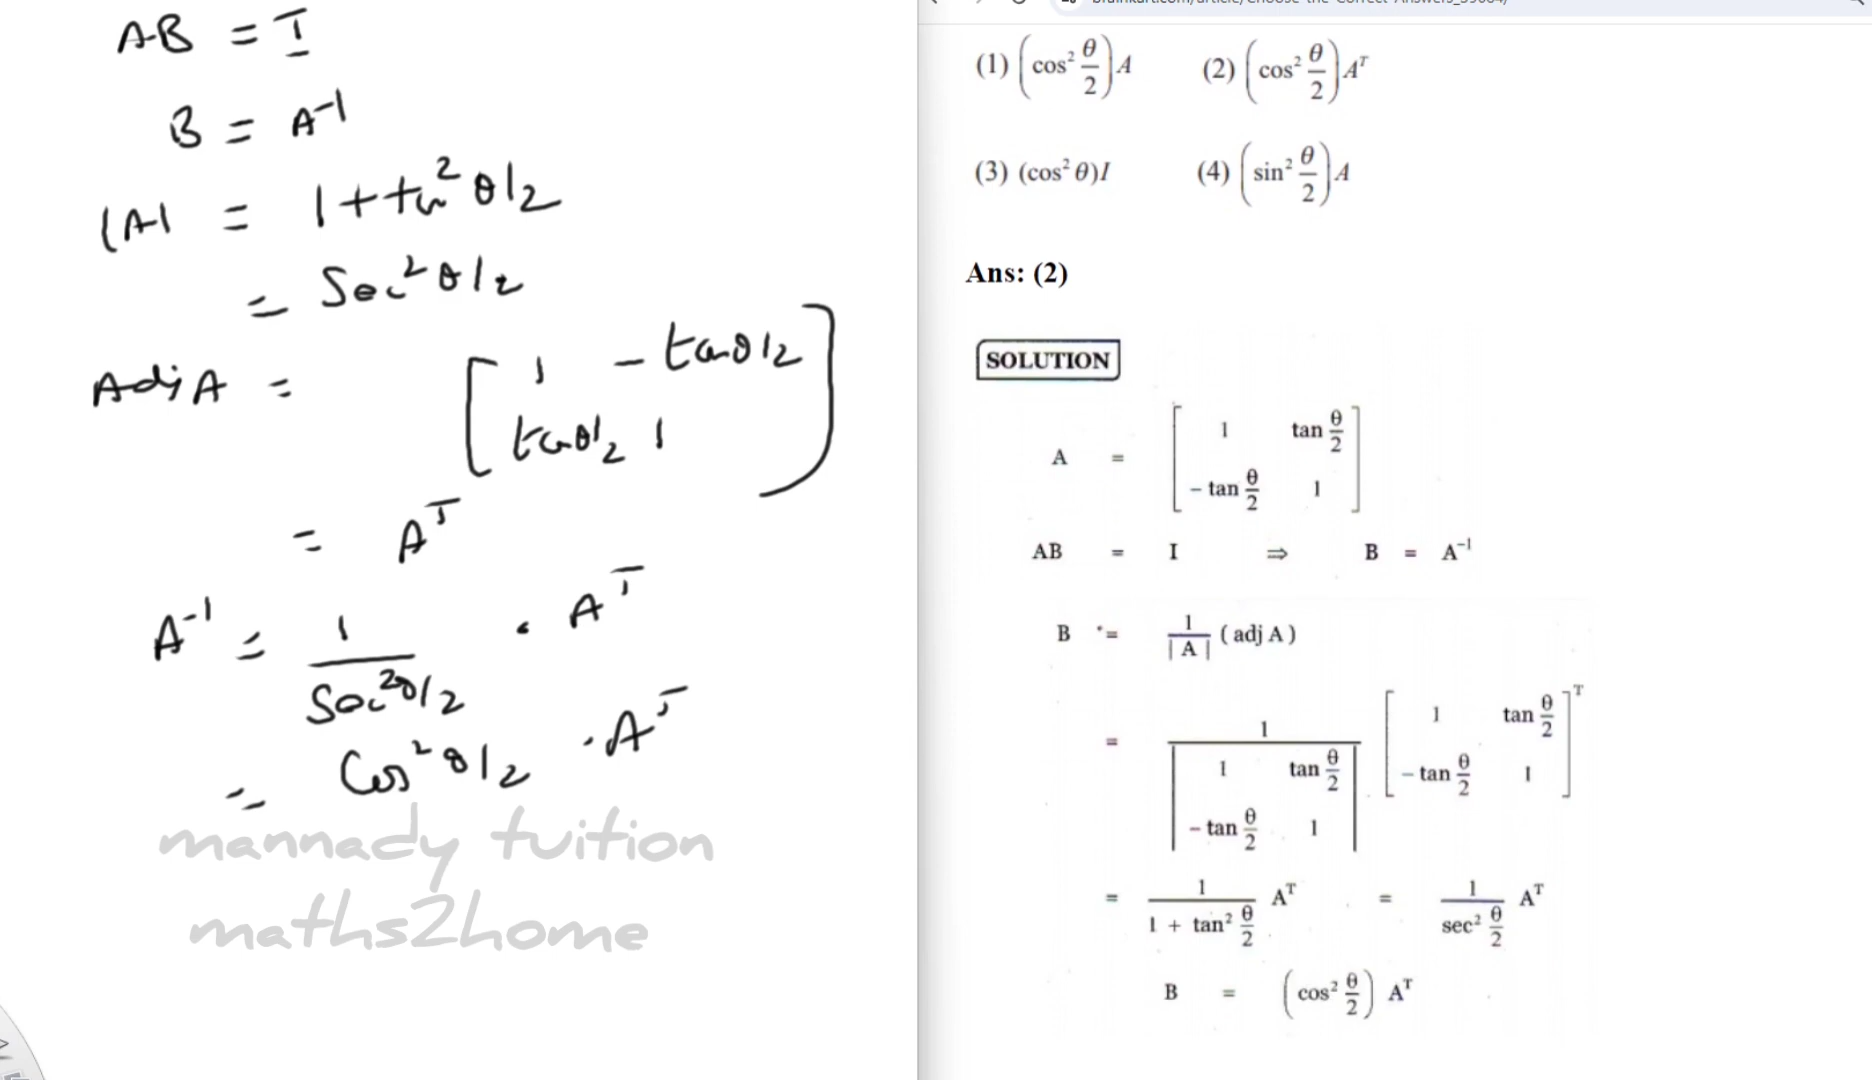 AB = I
B = A⁻¹
|A| = 1 + tan² θ/2
= Sec² θ/2
Adj A = [ 1 - tan θ/2
tan θ/2 1 ]
= Aᵀ
A⁻¹ = 1 / Sec² θ/2 . Aᵀ
= Cos² θ/2 . Aᵀ
mannady tuition
maths2home
(1) (cos² θ/2) A (2) (cos² θ/2) Aᵀ
(3) (cos² θ)I (4) (sin² θ/2) A
Ans: (2)
SOLUTION
A = [ 1 tan θ/2
- tan θ/2 1 ]
AB = I ⇒ B = A⁻¹
B = 1/|A| ( adj A )
= 1 / | 1 tan θ/2
- tan θ/2 1 | [ 1 tan θ/2
- tan θ/2 1 ]ᵀ
= 1 / (1 + tan² θ/2) Aᵀ = 1 / (sec² θ/2) Aᵀ
B = (cos² θ/2) Aᵀ